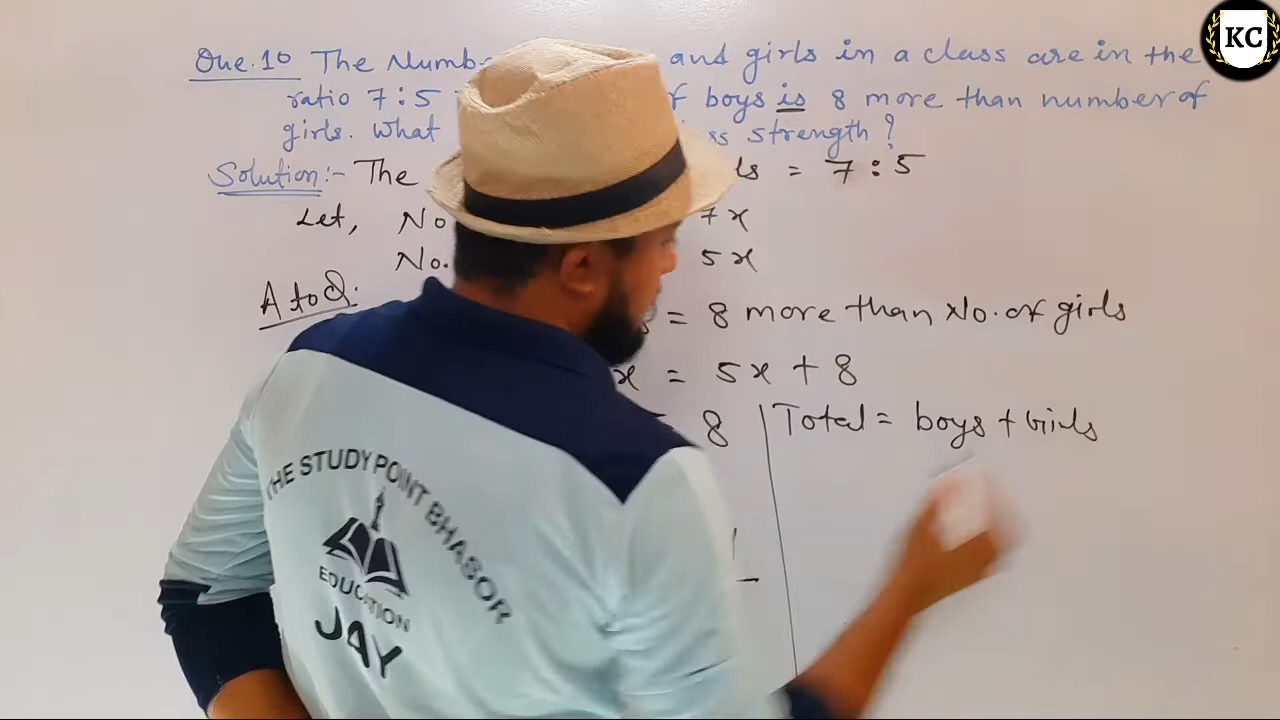 KC
Que.10 The Numb and girls in a class are in the
ratio 7:5 of boys is 8 more than number of
girls. What strength?
Solution:- The = 7:5
Let, No 7x
No. 5x
A to Q.
= 8 more than No. of girls
x = 5x + 8
8
Total = boys + Girls
THE STUDY POINT BHASOR
EDUCATION
JAY